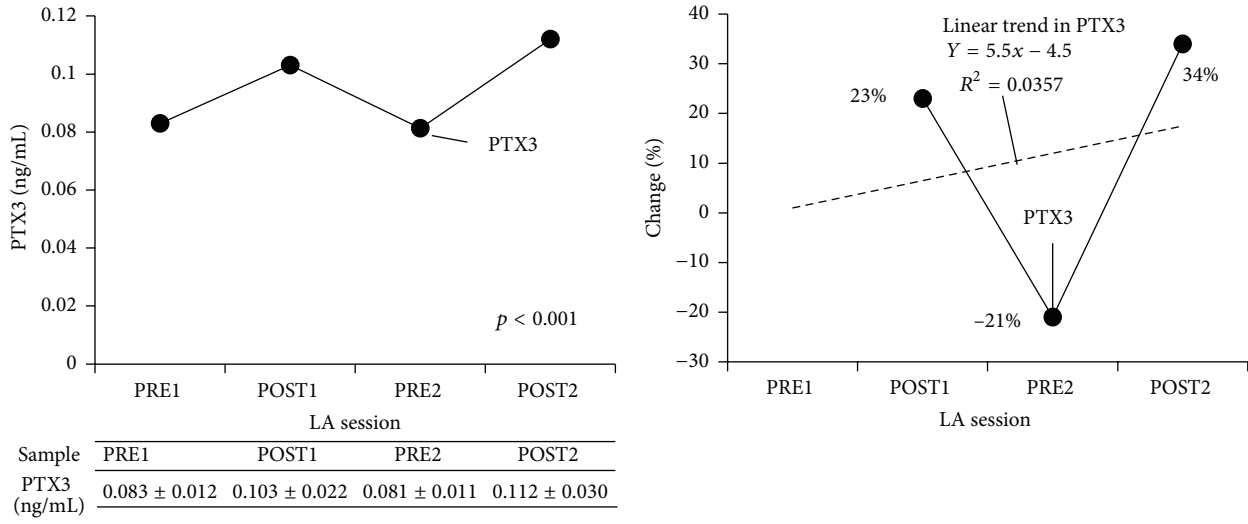 0.12
0.1
0.08
0.06
0.04
0.02
0
PTX3 (ng/mL)
PTX3
p < 0.001
PRE1 POST1 PRE2 POST2
LA session
Sample PRE1 POST1 PRE2 POST2
PTX3 (ng/mL) 0.083 ± 0.012 0.103 ± 0.022 0.081 ± 0.011 0.112 ± 0.030
40
30
20
10
0
−10
−20
−30
Change (%)
Linear trend in PTX3
Y = 5.5x − 4.5
R² = 0.0357
23%
34%
PTX3
−21%
PRE1 POST1 PRE2 POST2
LA session